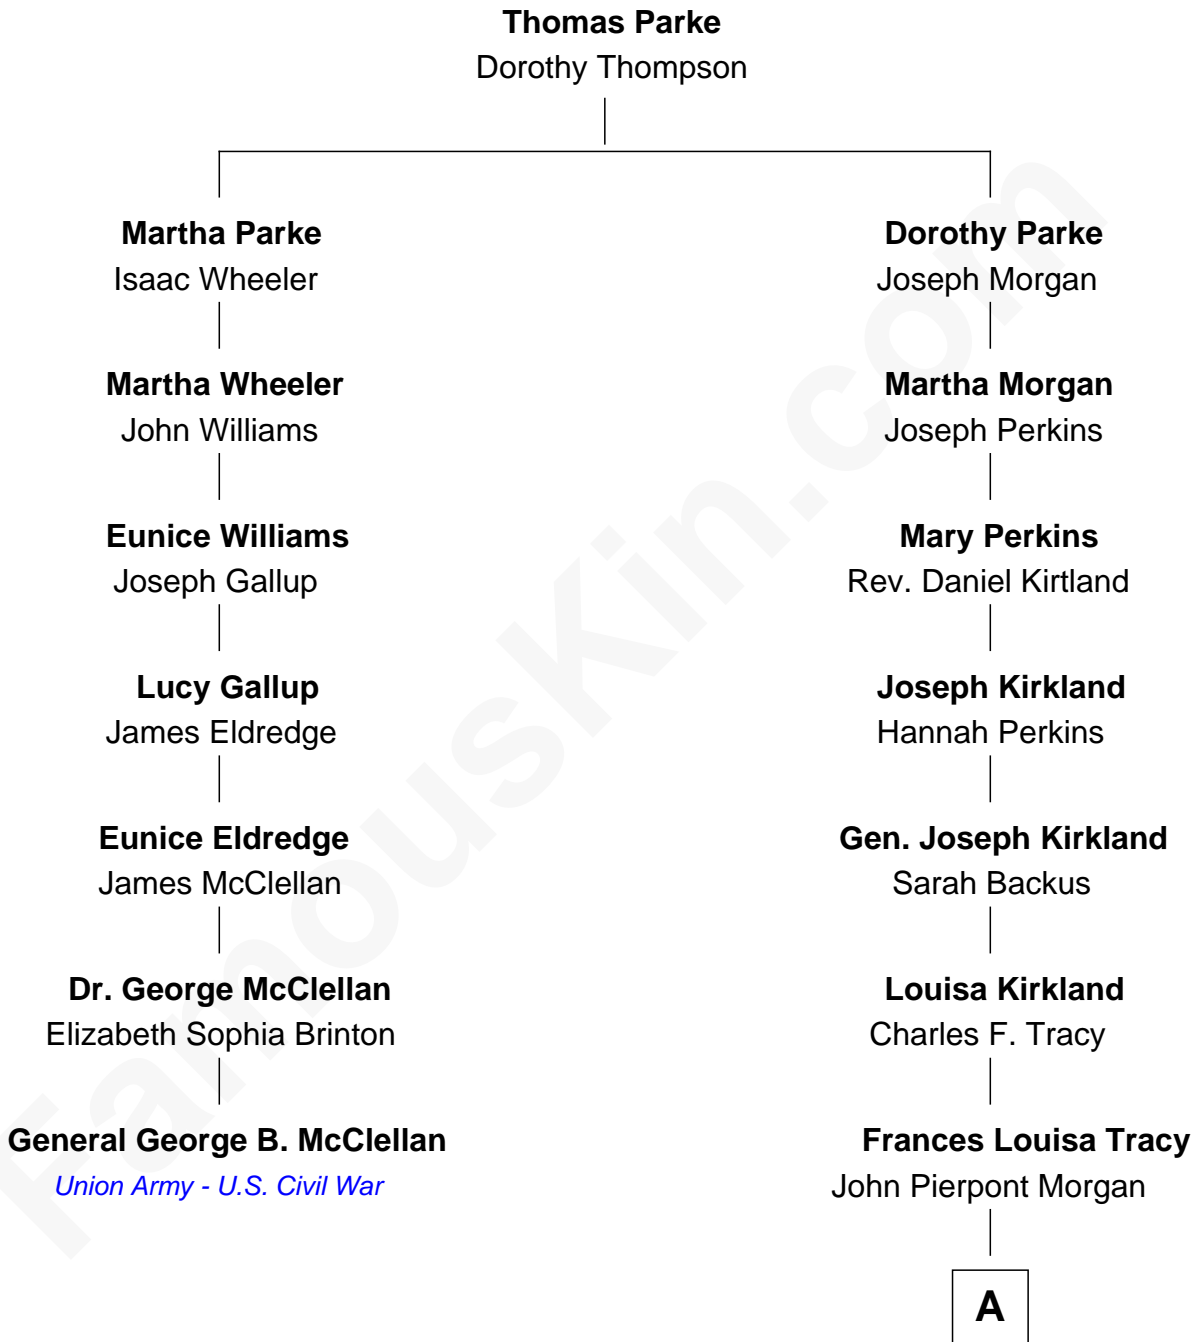 Thomas Parke
Dorothy Thompson
Martha Parke
Isaac Wheeler
Dorothy Parke
Joseph Morgan
Martha Wheeler
John Williams
Martha Morgan
Joseph Perkins
Eunice Williams
Joseph Gallup
Mary Perkins
Rev. Daniel Kirtland
Lucy Gallup
James Eldredge
Joseph Kirkland
Hannah Perkins
Eunice Eldredge
James McClellan
Gen. Joseph Kirkland
Sarah Backus
Dr. George McClellan
Elizabeth Sophia Brinton
Louisa Kirkland
Charles F. Tracy
General George B. McClellan
Union Army - U.S. Civil War
Frances Louisa Tracy
John Pierpont Morgan
A
FamousKin.com